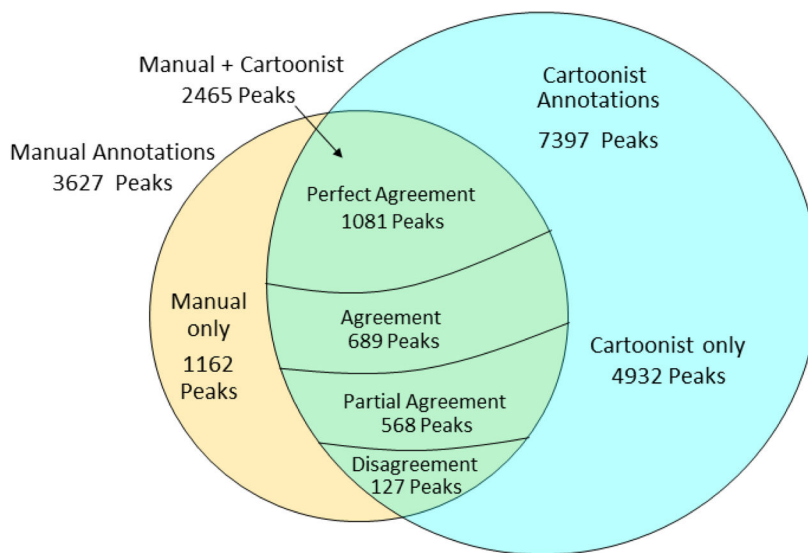 Manual + Cartoonist
2465 Peaks
Cartoonist
Annotations
7397 Peaks
Manual Annotations
3627 Peaks
Perfect Agreement
1081 Peaks
Manual
only
1162
Peaks
Agreement
689 Peaks
Cartoonist only
4932 Peaks
Partial Agreement
568 Peaks
Disagreement
127 Peaks